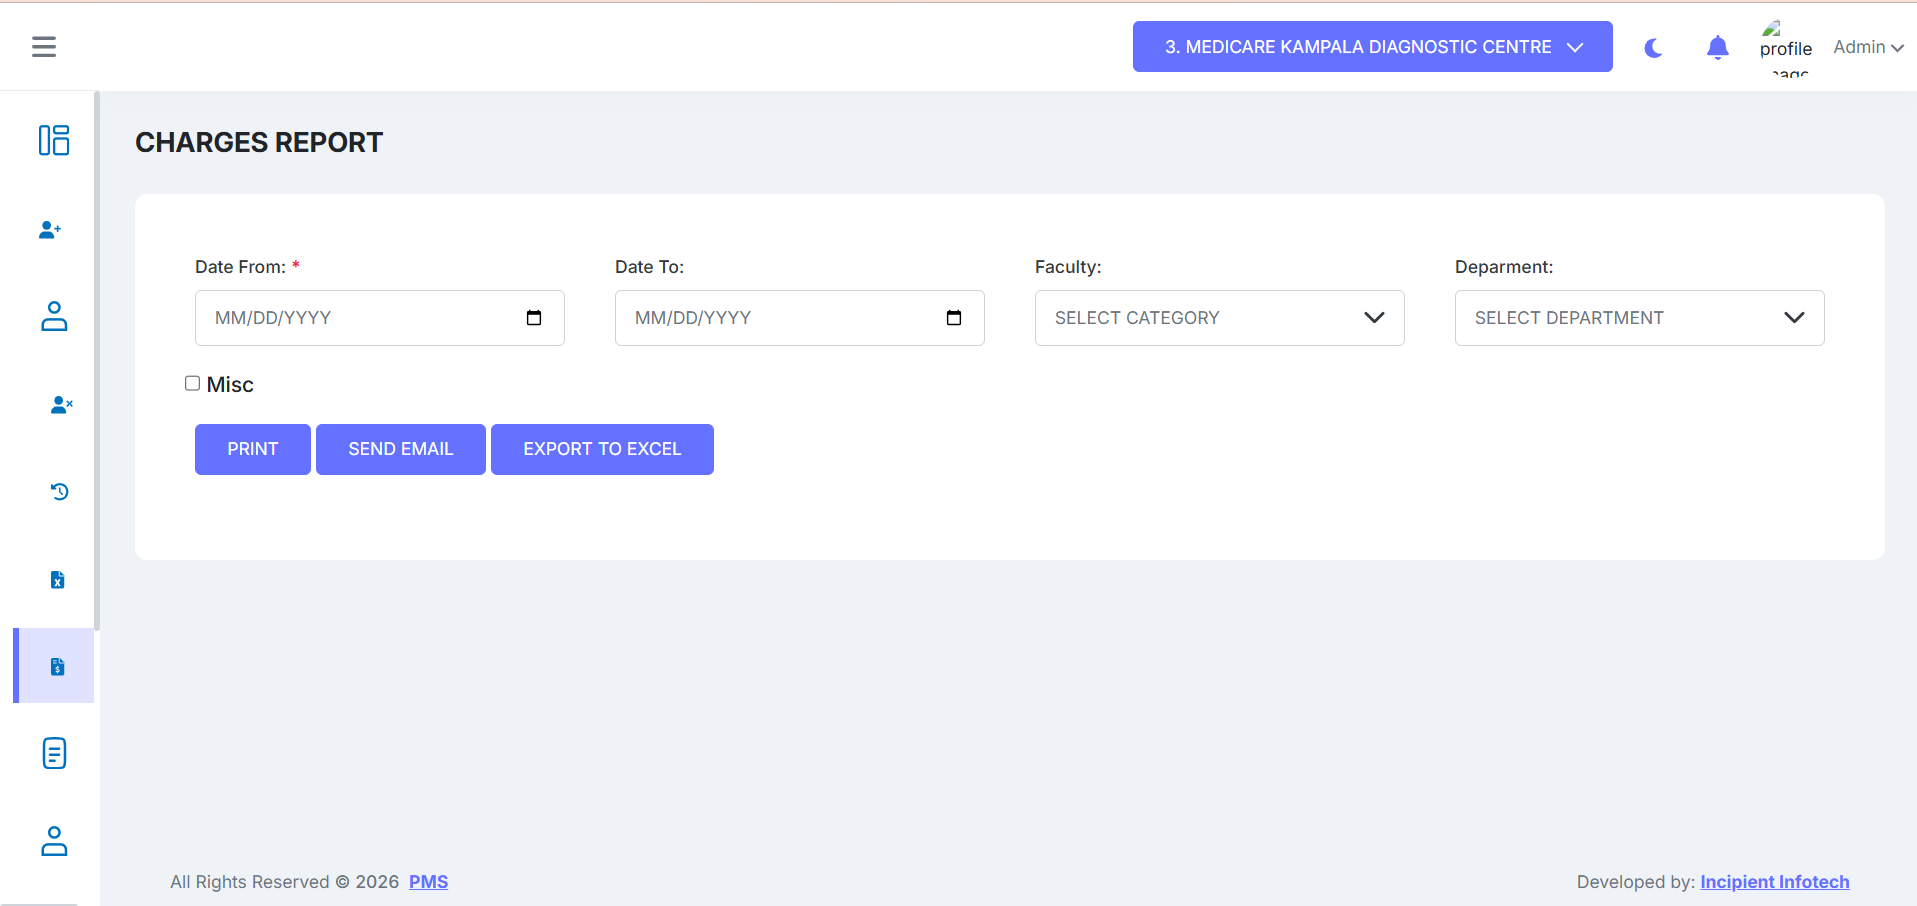 3. MEDICARE KAMPALA DIAGNOSTIC CENTRE
profile
Admin
CHARGES REPORT
Date From: *
Date To:
Faculty:
Deparment:
MM/DD/YYYY
MM/DD/YYYY
SELECT CATEGORY
SELECT DEPARTMENT
Misc
PRINT
SEND EMAIL
EXPORT TO EXCEL
All Rights Reserved © 2026 PMS
Developed by: Incipient Infotech